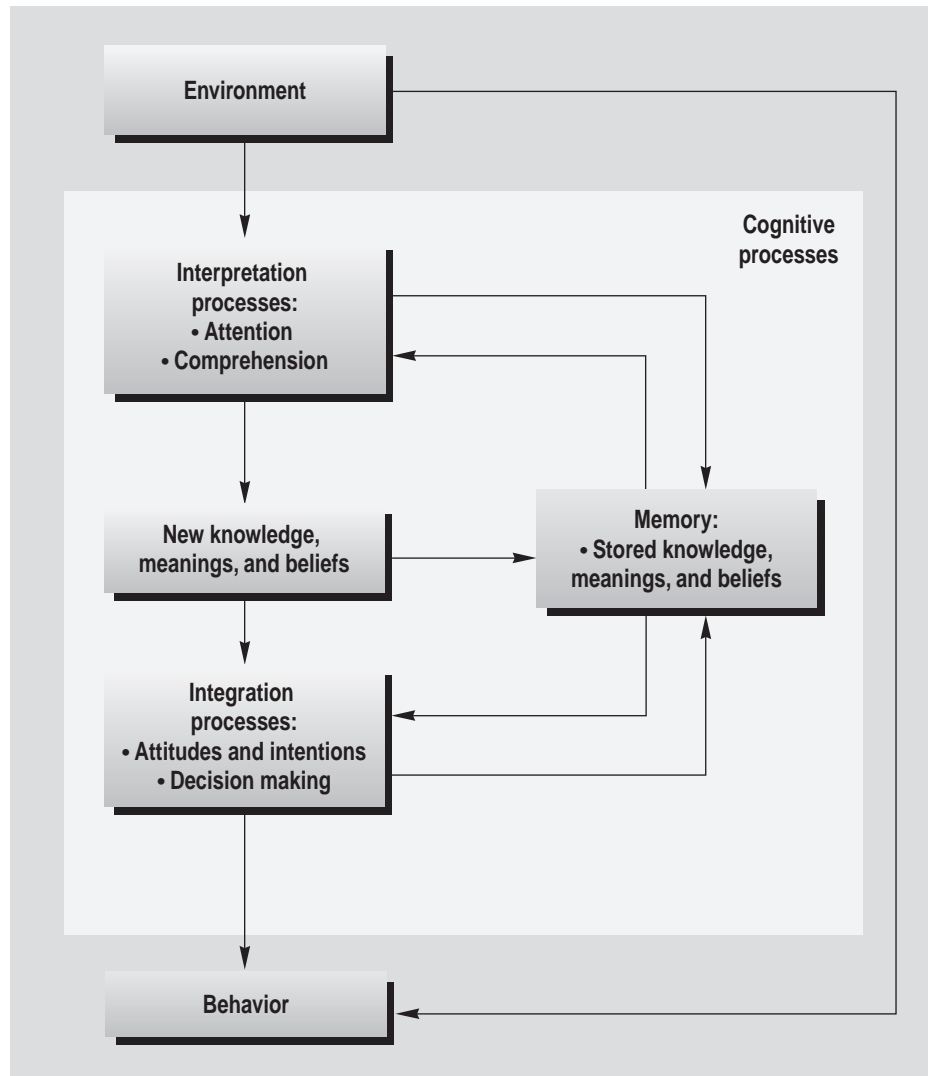 Environment
Cognitive
processes
Interpretation
processes:
• Attention
• Comprehension
New knowledge,
meanings, and beliefs
Memory:
• Stored knowledge,
meanings, and beliefs
Integration
processes:
• Attitudes and intentions
• Decision making
Behavior